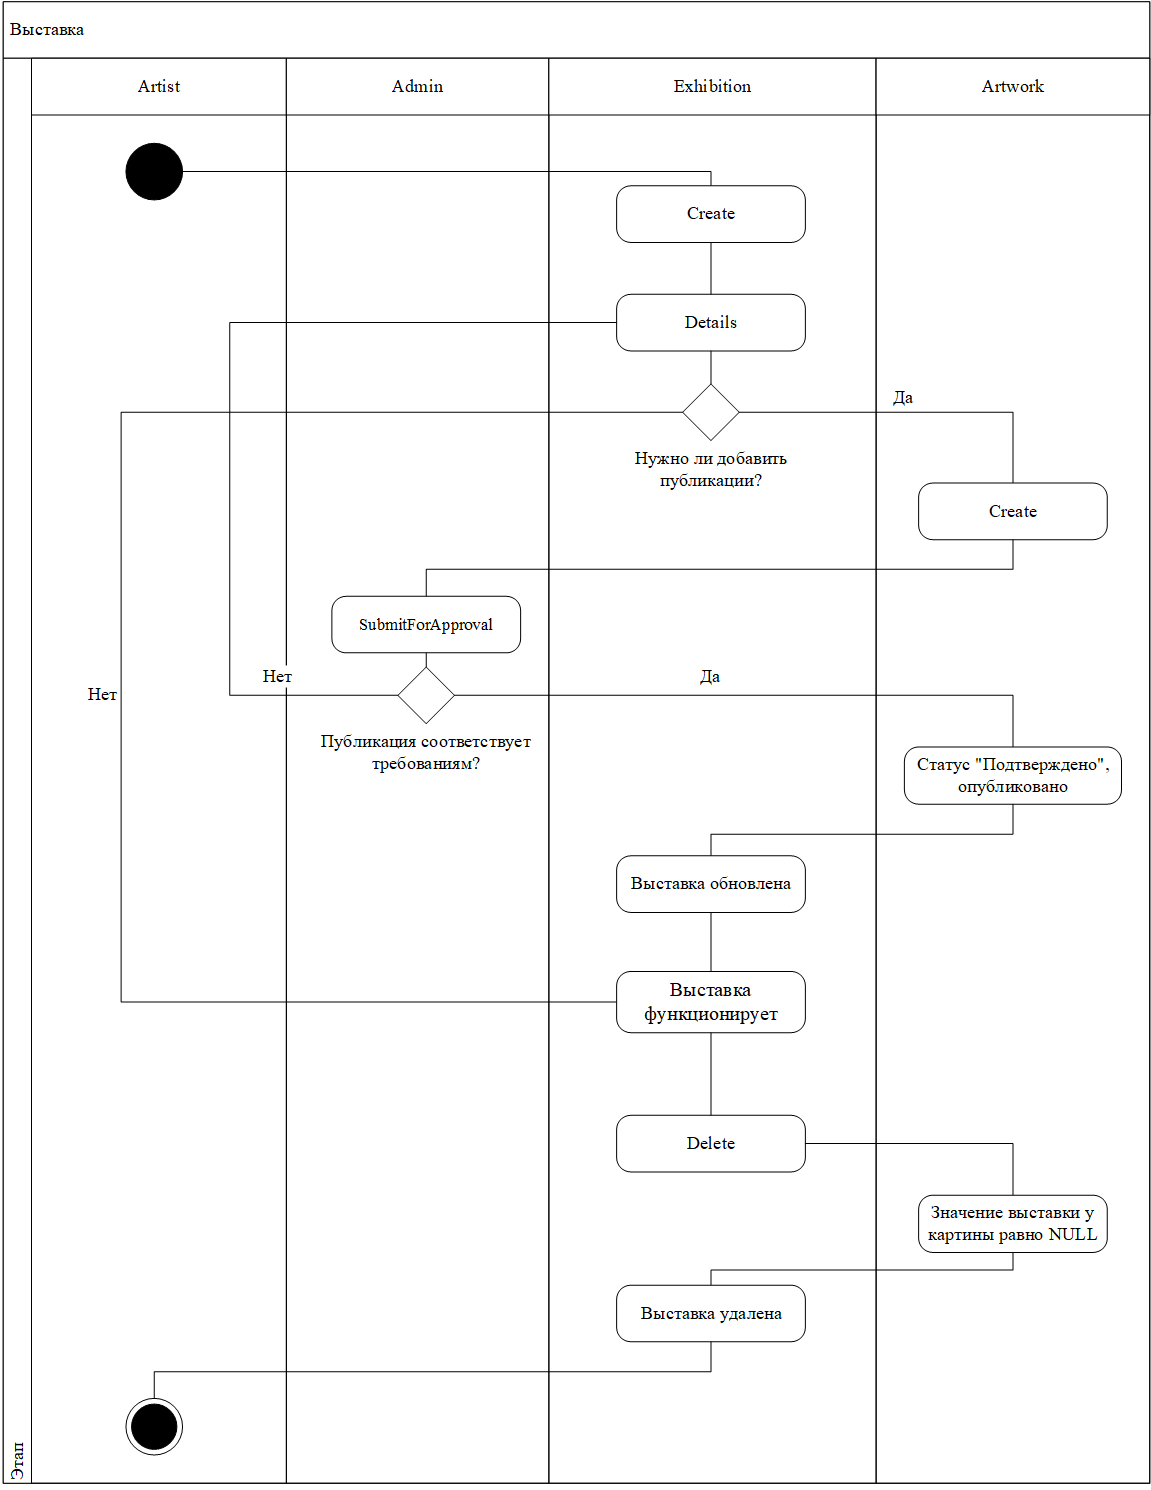 Выставка
Artist
Admin
Exhibition
Artwork
Create
Details
Да
Нужно ли добавить
публикации?
Create
SubmitForApproval
Нет
Да
Нет
Публикация соответствует
требованиям?
Статус "Подтверждено",
опубликовано
Выставка обновлена
Выставка
функционирует
Delete
Значение выставки у
картины равно NULL
Выставка удалена
Этап